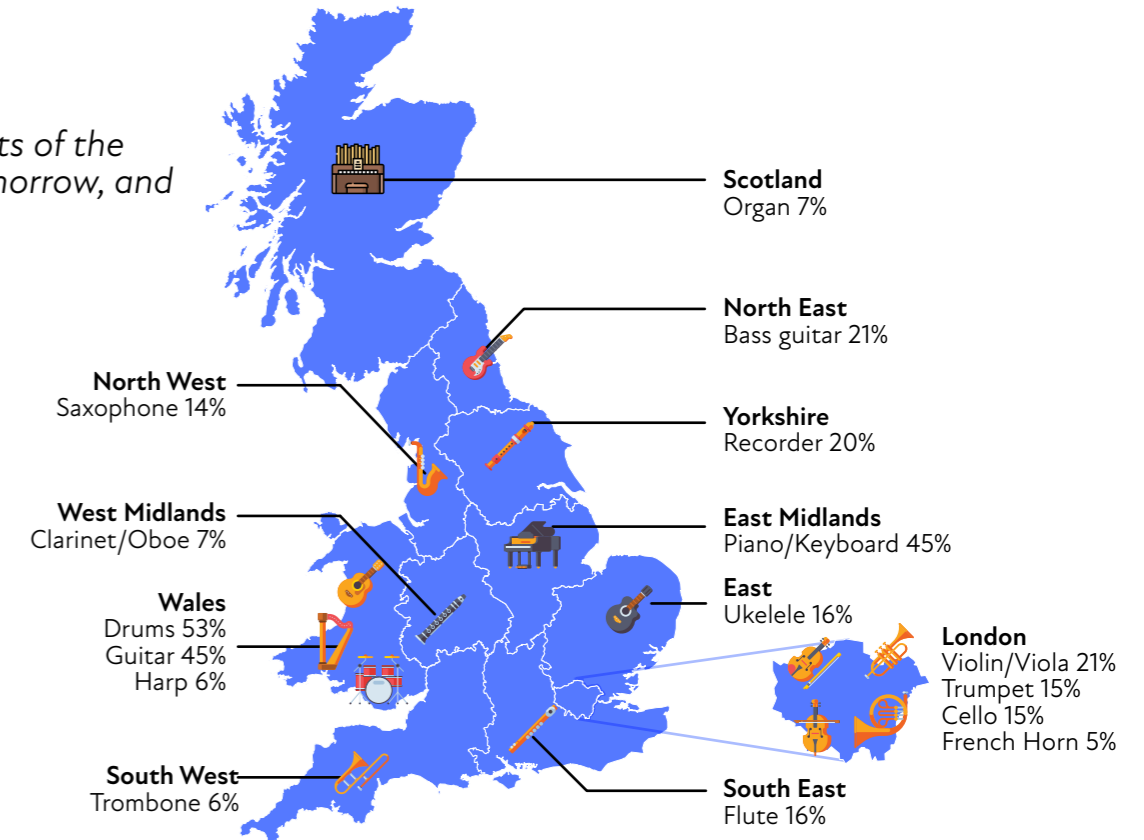 ts of the
norrow, and
Scotland
Organ 7%
North East
Bass guitar 21%
North West
Saxophone 14%
Yorkshire
Recorder 20%
West Midlands
Clarinet/Oboe 7%
East Midlands
Piano/Keyboard 45%
East
Ukelele 16%
Wales
Drums 53%
Guitar 45%
Harp 6%
London
Violin/Viola 21%
Trumpet 15%
Cello 15%
French Horn 5%
South West
Trombone 6%
South East
Flute 16%